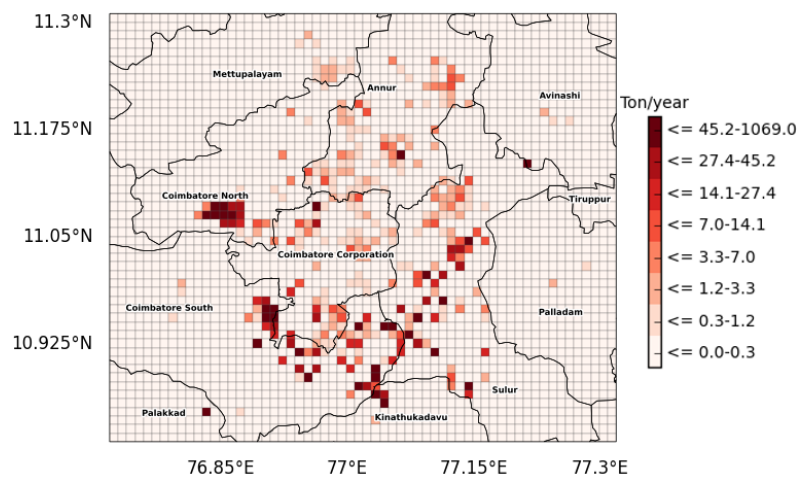 11.3°N
Mettupalayam
Annur
Avinashi
Ton/year
11.175°N
<= 45.2-1069.0
<= 27.4-45.2
<= 14.1-27.4
<= 7.0-14.1
<= 3.3-7.0
<= 1.2-3.3
<= 0.3-1.2
<= 0.0-0.3
Coimbatore North
Tiruppur
11.05°N
Coimbatore Corporation
Coimbatore South
Palladam
10.925°N
Sulur
Palakkad
Kinathukadavu
76.85°E 77°E 77.15°E 77.3°E